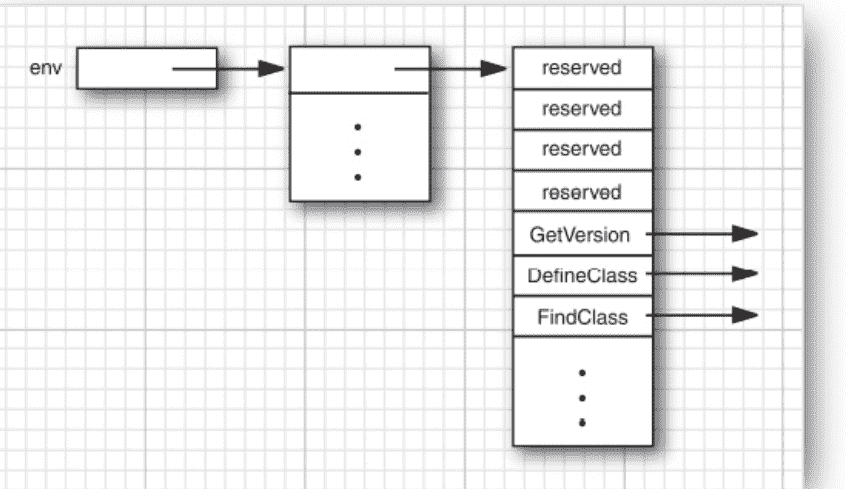 env
reserved
reserved
reserved
reserved
GetVersion
DefineClass
FindClass